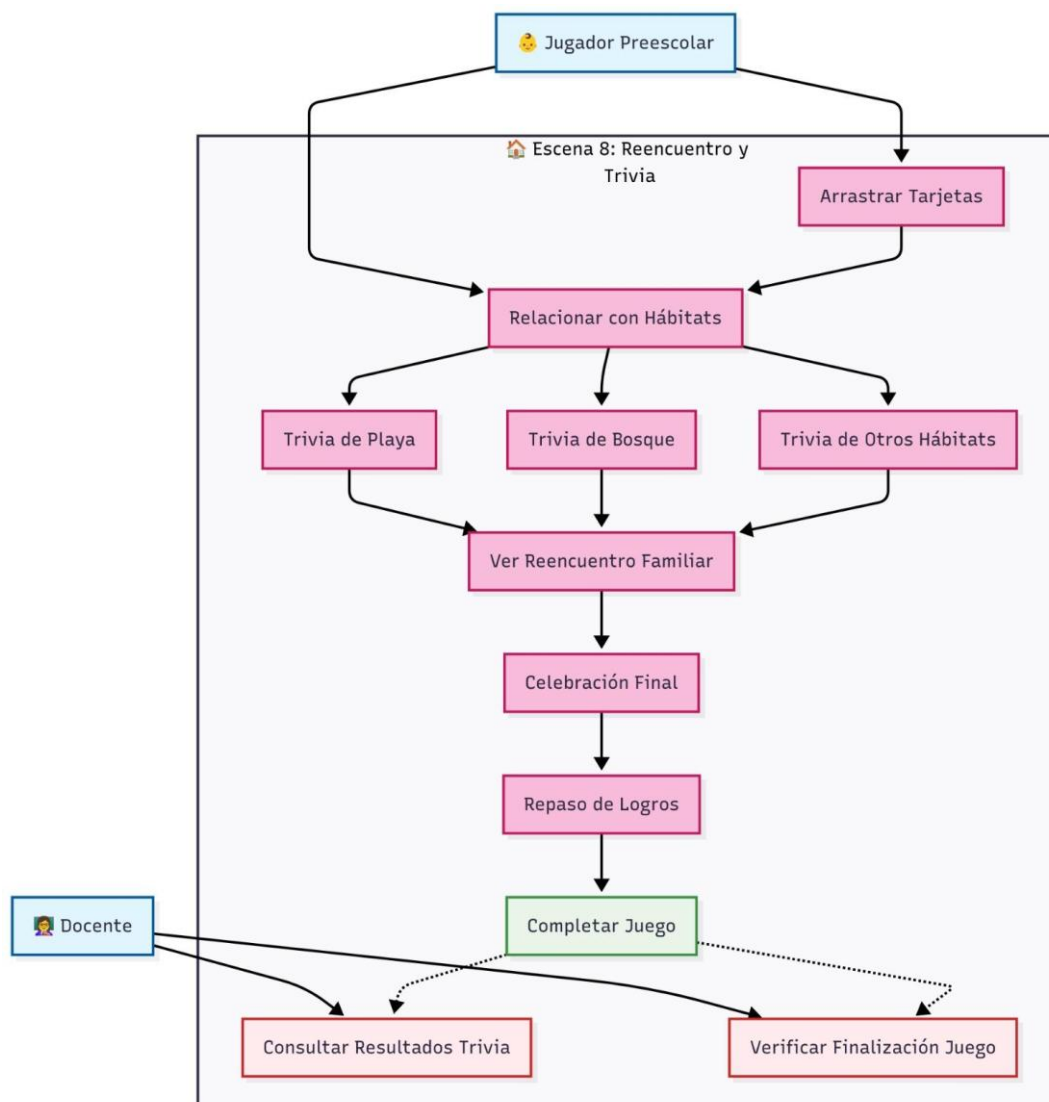 👶 Jugador Preescolar
🏠 Escena 8: Reencuentro y
Trivia
Arrastrar Tarjetas
Relacionar con Hábitats
Trivia de Playa
Trivia de Bosque
Trivia de Otros Hábitats
Ver Reencuentro Familiar
Celebración Final
Repaso de Logros
👩‍🏫 Docente
Completar Juego
Consultar Resultados Trivia
Verificar Finalización Juego